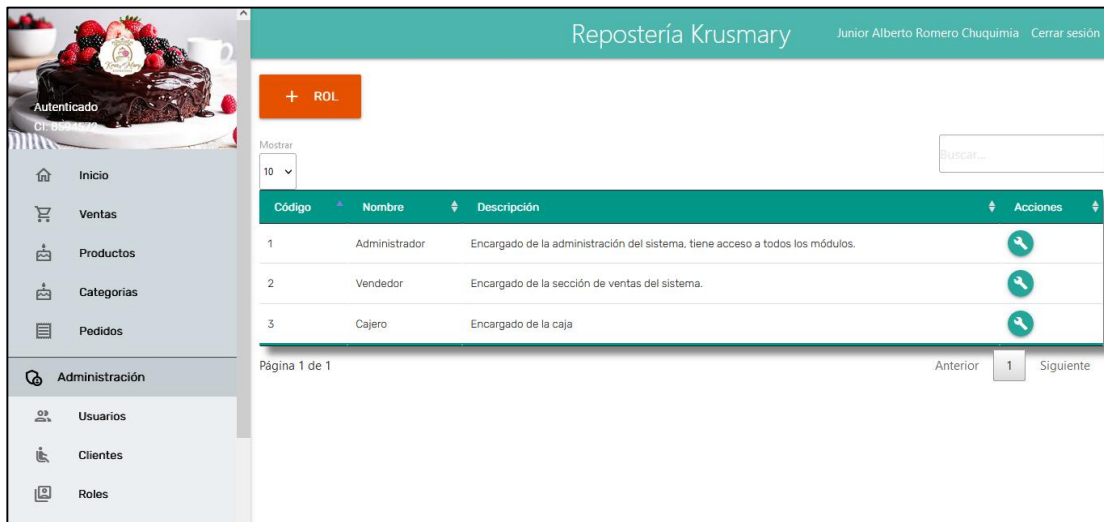 Repostería Krusmary
Junior Alberto Romero Chuquimia Cerrar sesión
Autenticado
Inicio
Ventas
Productos
Categorias
Pedidos
Administración
Usuarios
Clientes
Roles
+ ROL
Mostrar
10
Buscar...
Código Nombre Descripción Acciones
1 Administrador Encargado de la administración del sistema, tiene acceso a todos los módulos.
2 Vendedor Encargado de la sección de ventas del sistema.
3 Cajero Encargado de la caja
Página 1 de 1
Anterior 1 Siguiente